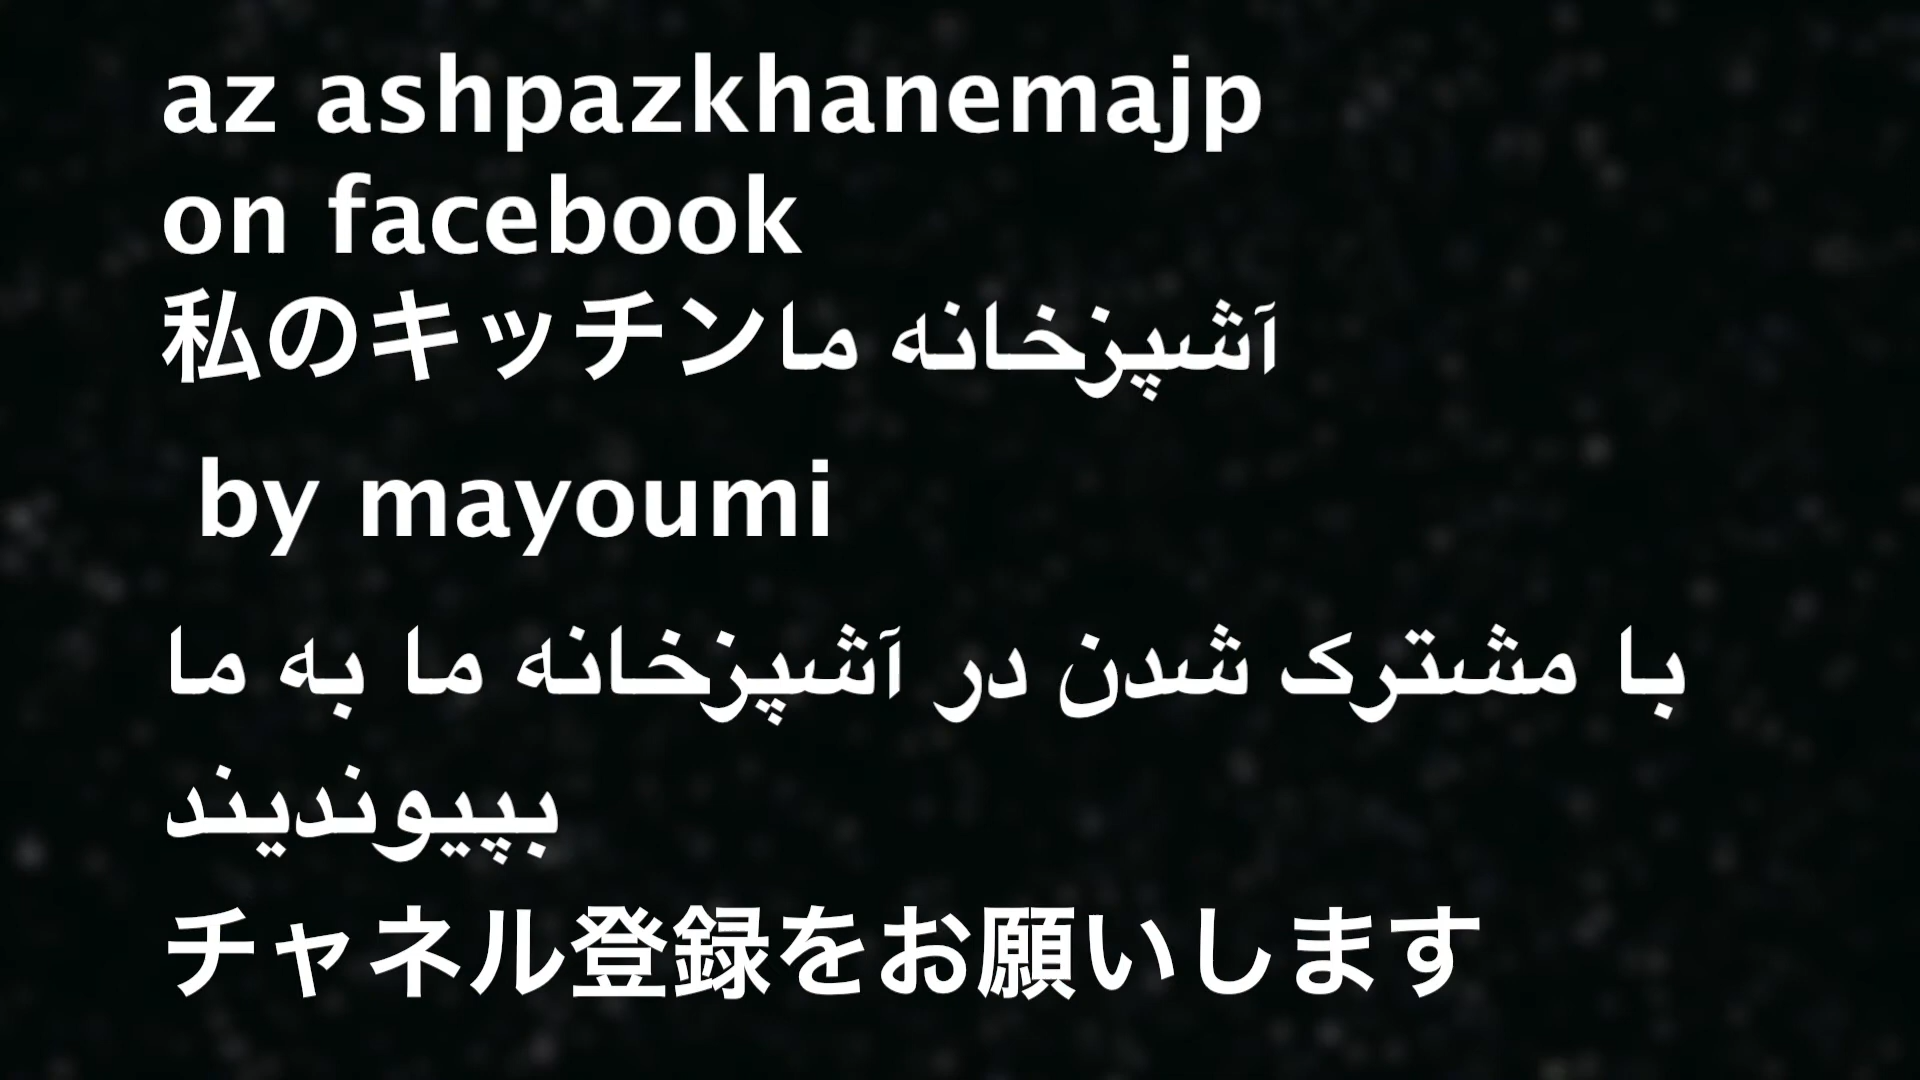 az ashpazkhanemajp
on facebook
私のキッチンآشپزخانه ما
by mayoumi
با مشترک شدن در آشپزخانه ما به ما
بپیوندیند
チャネル登録をお願いします